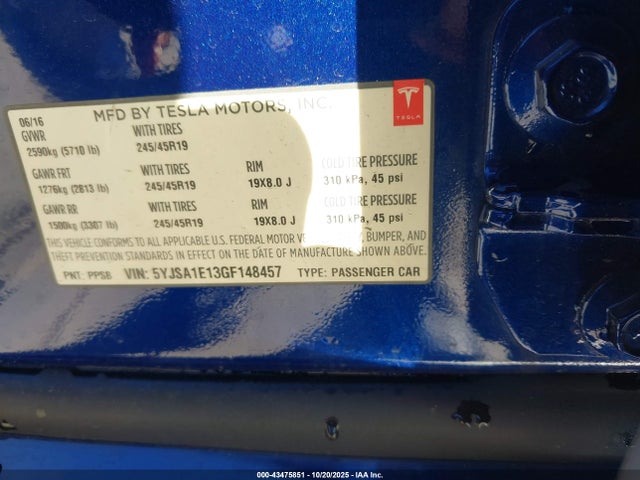 06/16 MFD BY TESLA MOTORS, INC.
TESLA
GVWR WITH TIRES
2590kg (5710 lb) 245/45R19
GAWR FRT WITH TIRES RIM COLD TIRE PRESSURE
1276kg (2813 lb) 245/45R19 19X8.0 J 310 kPa, 45 psi
GAWR RR WITH TIRES RIM COLD TIRE PRESSURE
1500kg (3307 lb) 245/45R19 19X8.0 J 310 kPa, 45 psi
THIS VEHICLE CONFORMS TO ALL APPLICABLE U.S. FEDERAL MOTOR VEHICLE SAFETY, BUMPER, AND
THEFT PREVENTION STANDARDS IN EFFECT ON THE DATE OF MANUFACTURE SHOWN ABOVE.
PNT: PPSB VIN: 5YJSA1E13GF148457 TYPE: PASSENGER CAR
000-43475851 - 10/20/2025 - IAA Inc.